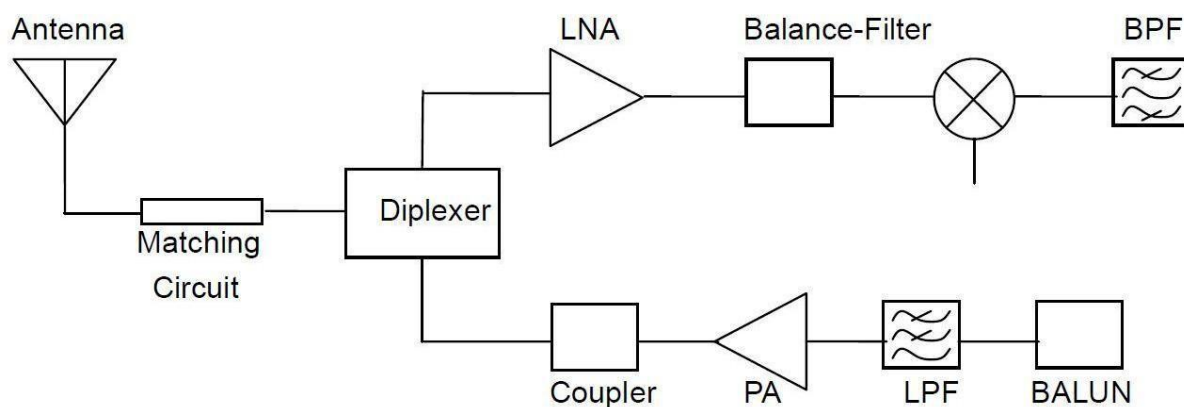 Antenna
LNA
Balance-Filter
BPF
Diplexer
Matching
Circuit
Coupler
PA
LPF
BALUN